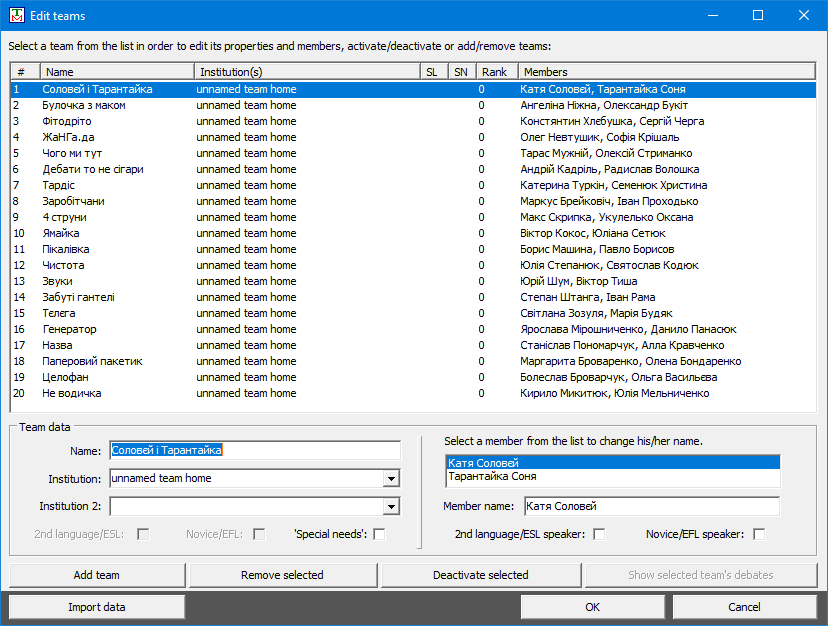 Edit teams
Select a team from the list in order to edit its properties and members, activate/deactivate or add/remove teams:
# Name Institution(s) SL SN Rank Members
1 Соловєй і Тарантайка unnamed team home 0 Катя Соловєй, Тарантайка Соня
2 Булочка з маком unnamed team home 0 Ангеліна Ніжна, Олександр Букіт
3 Фітодріто unnamed team home 0 Констянтин Хлєбушка, Сергій Черга
4 ЖаНГа.да unnamed team home 0 Олег Невтушик, Софія Крішаль
5 Чого ми тут unnamed team home 0 Тарас Мужній, Олексій Стриманко
6 Дебати то не сігари unnamed team home 0 Андрій Кадріль, Радислав Волошка
7 Тардіс unnamed team home 0 Катерина Туркін, Семенюк Христина
8 Заробітчани unnamed team home 0 Маркус Брейковіч, Іван Проходько
9 4 струни unnamed team home 0 Макс Скрипка, Укулелько Оксана
10 Ямайка unnamed team home 0 Віктор Кокос, Юліана Сетюк
11 Пікалівка unnamed team home 0 Борис Машина, Павло Борисов
12 Чистота unnamed team home 0 Юлія Степанюк, Святослав Кодюк
13 Звуки unnamed team home 0 Юрій Шум, Віктор Тиша
14 Забуті гантелі unnamed team home 0 Степан Штанга, Іван Рама
15 Тєлєга unnamed team home 0 Світлана Зозуля, Марія Будяк
16 Генератор unnamed team home 0 Ярослава Мірошниченко, Данило Панасюк
17 Назва unnamed team home 0 Станіслав Пономарчук, Алла Кравченко
18 Паперовий пакетик unnamed team home 0 Маргарита Броваренко, Олена Бондаренко
19 Целофан unnamed team home 0 Болеслав Броварчук, Ольга Васильєва
20 Не водичка unnamed team home 0 Кирило Микитюк, Юлія Мельниченко
Team data
Name: Соловєй і Тарантайка
Institution: unnamed team home
Institution 2:
2nd language/ESL: Novice/EFL: 'Special needs':
Select a member from the list to change his/her name.
Катя Соловєй
Тарантайка Соня
Member name: Катя Соловєй
2nd language/ESL speaker: Novice/EFL speaker:
Add team Remove selected Deactivate selected Show selected team's debates
Import data OK Cancel